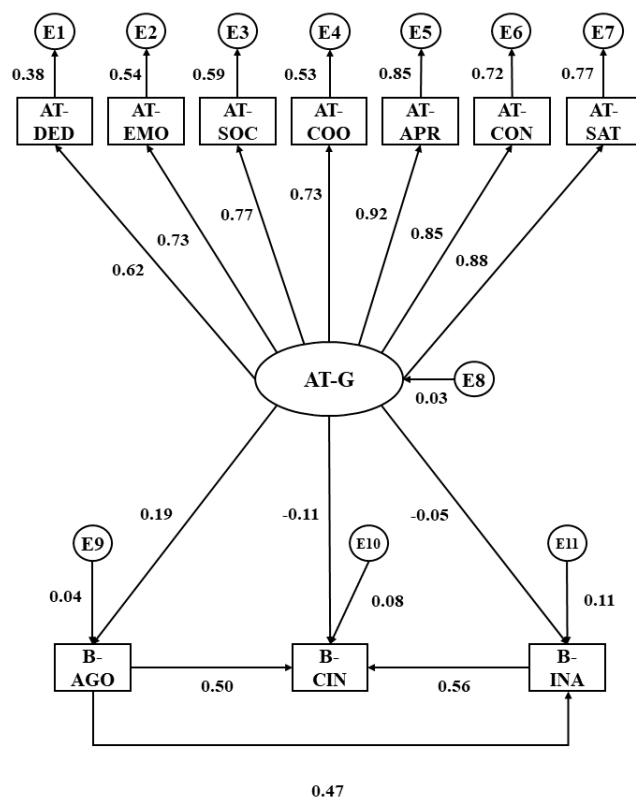 E1 E2 E3 E4 E5 E6 E7
0.38 0.54 0.59 0.53 0.85 0.72 0.77
AT- AT- AT- AT- AT- AT- AT-
DED EMO SOC COO APR CON SAT
0.62 0.73 0.77 0.73 0.92 0.85 0.88
AT-G
E8
0.03
0.19 -0.11 -0.05
E9 E10 E11
0.04 0.08 0.11
B- B- B-
AGO CIN INA
0.50 0.56
0.47